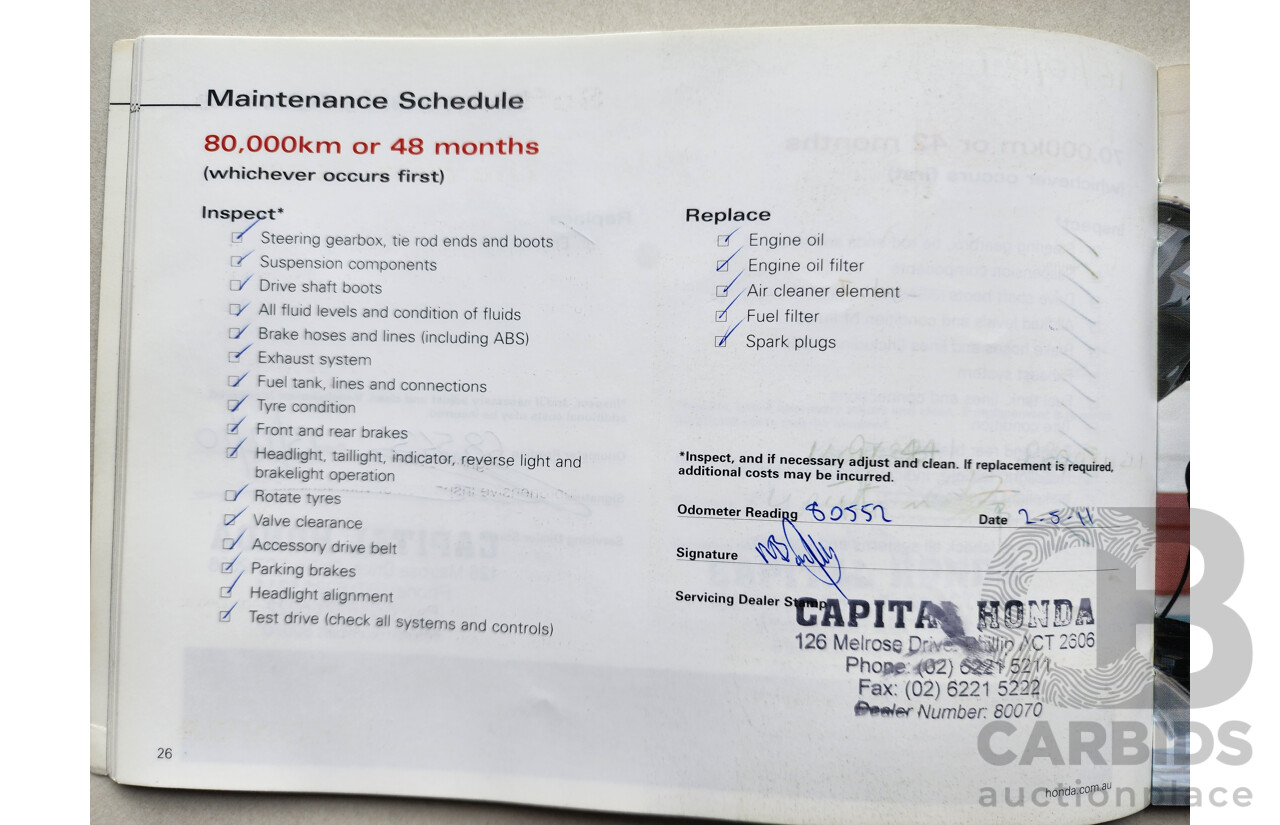 Maintenance Schedule
80,000km or 48 months
(whichever occurs first)
Inspect*
Steering gearbox, tie rod ends and boots
Suspension components
Drive shaft boots
All fluid levels and condition of fluids
Brake hoses and lines (including ABS)
Exhaust system
Fuel tank, lines and connections
Tyre condition
Front and rear brakes
Headlight, taillight, indicator, reverse light and
brakelight operation
Rotate tyres
Valve clearance
Accessory drive belt
Parking brakes
Headlight alignment
Test drive (check all systems and controls)
26
Replace
Engine oil
Engine oil filter
Air cleaner element
Fuel filter
Spark plugs
*Inspect, and if necessary adjust and clean. If replacement is required,
additional costs may be incurred.
Odometer Reading 80552 Date 2-5-11
Signature
Servicing Dealer Stamp
CAPITAL HONDA
126 Melrose Drive Phillip ACT 2606
Phone: (02) 6221 5211
Fax: (02) 6221 5222
Dealer Number: 80070
honda.com.au
CB
CARBIDS
auctionplace